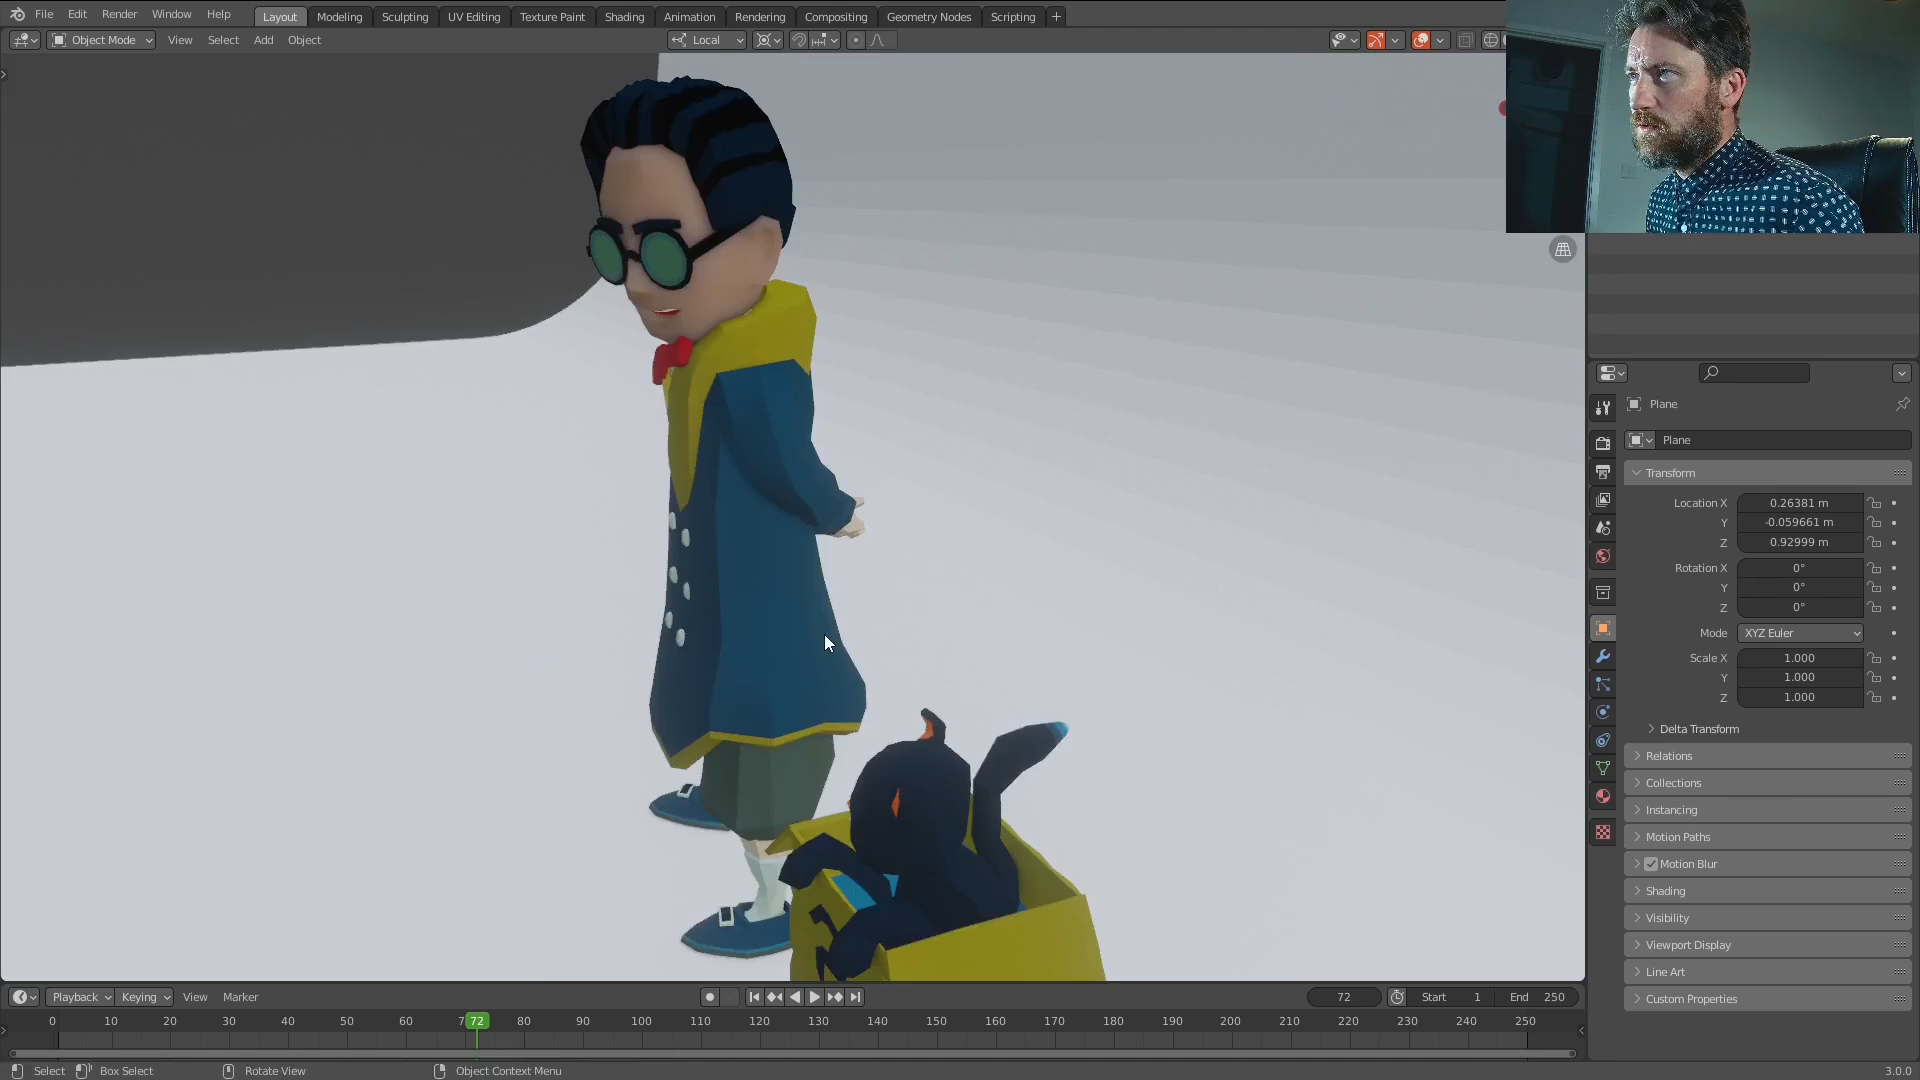 File Edit Render Window Help Layout Modeling Sculpting UV Editing Texture Paint Shading Animation Rendering Compositing Geometry Nodes Scripting +
Object Mode View Select Add Object Local
Plane
Plane
Transform
Location X 0.26381 m
Y -0.059661 m
Z 0.92999 m
Rotation X 0°
Y 0°
Z 0°
Mode XYZ Euler
Scale X 1.000
Y 1.000
Z 1.000
Delta Transform
Relations
Collections
Instancing
Motion Paths
Motion Blur
Shading
Visibility
Viewport Display
Line Art
Custom Properties
Playback Keying View Marker 72 Start 1 End 250
0 10 20 30 40 50 60 7 72 80 90 100 110 120 130 140 150 160 170 180 190 200 210 220 230 240 250
Select Box Select Rotate View Object Context Menu 3.0.0